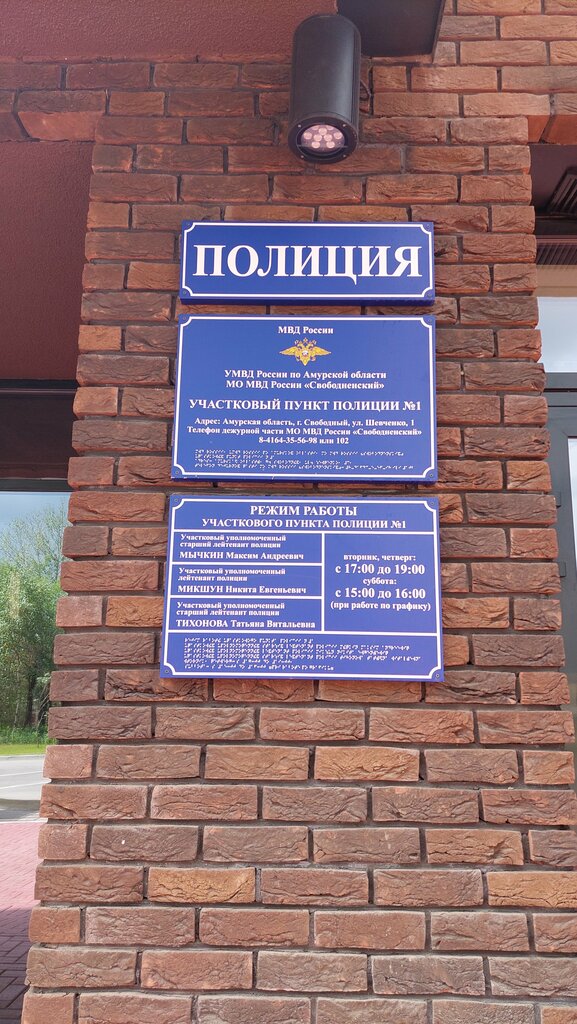 ПОЛИЦИЯ
МВД России
УМВД России по Амурской области
МО МВД России «Свободненский»
УЧАСТКОВЫЙ ПУНКТ ПОЛИЦИИ №1
Адрес: Амурская область, г. Свободный, ул. Шевченко, 1
Телефон дежурной части МО МВД России «Свободненский»
8-4164-35-56-98 или 102
РЕЖИМ РАБОТЫ
УЧАСТКОВОГО ПУНКТА ПОЛИЦИИ №1
Участковый уполномоченный
старший лейтенант полиции
МЫЧКИН Максим Андреевич
Участковый уполномоченный
лейтенант полиции
МИКШУН Никита Евгеньевич
Участковый уполномоченный
старший лейтенант полиции
ТИХОНОВА Татьяна Витальевна
вторник, четверг:
с 17:00 до 19:00
суббота:
с 15:00 до 16:00
(при работе по графику)